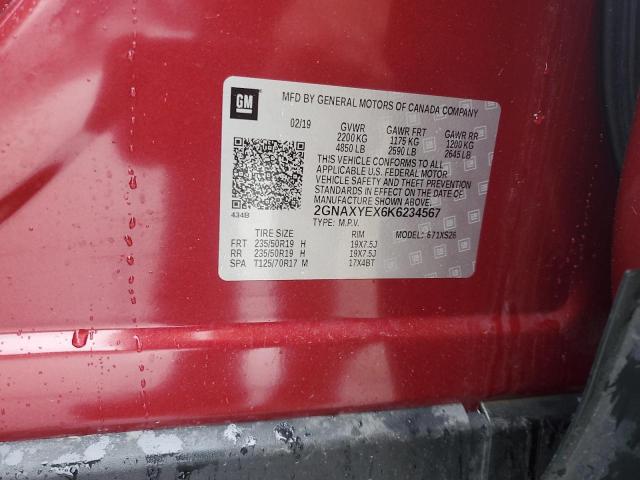 GM
MFD BY GENERAL MOTORS OF CANADA COMPANY
02/19 GVWR GAWR FRT GAWR RR
2200 KG 1175 KG 1200 KG
4850 LB 2590 LB 2645 LB
THIS VEHICLE CONFORMS TO ALL
APPLICABLE U.S. FEDERAL MOTOR
VEHICLE SAFETY AND THEFT PREVENTION
STANDARDS IN EFFECT ON THE DATE OF
MANUFACTURE SHOWN ABOVE.
434B 2GNAXYEX6K6234567
TYPE: M.P.V. MODEL: 671XS26
TIRE SIZE RIM
FRT 235/50R19 H 19X7.5J
RR 235/50R19 H 19X7.5J
SPA T125/70R17 M 17X4BT